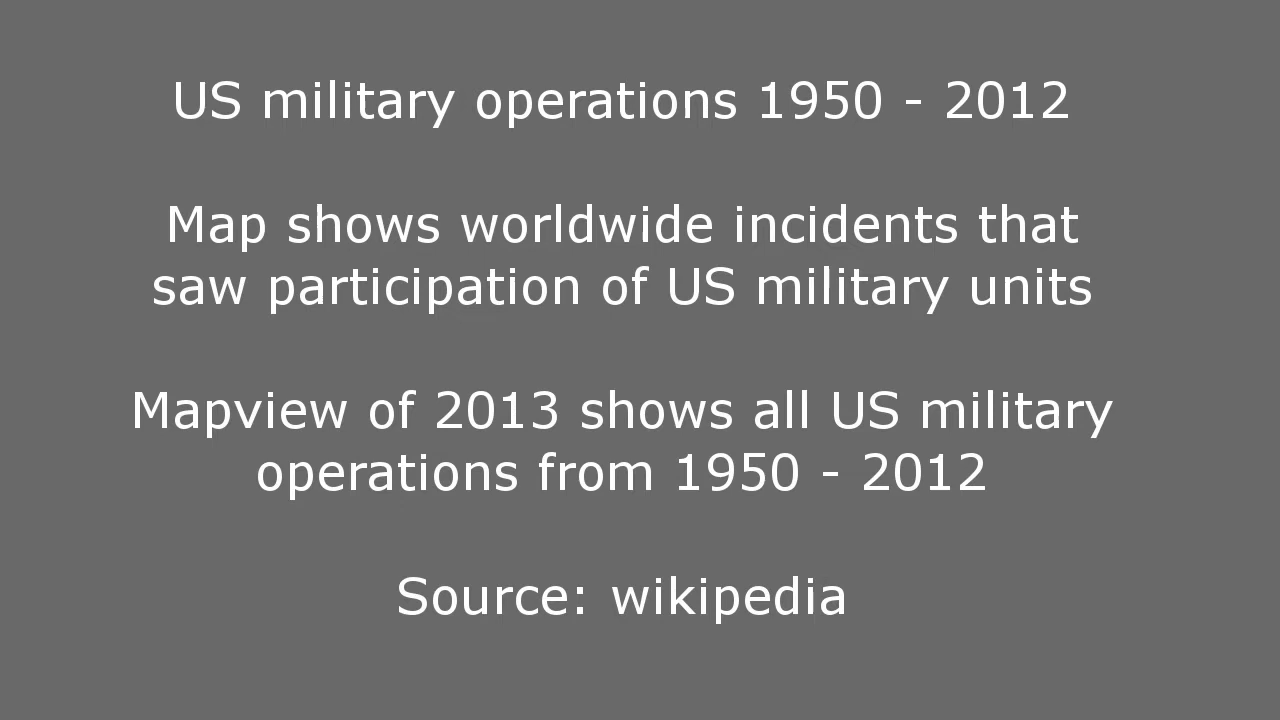 US military operations 1950 - 2012
Map shows worldwide incidents that
saw participation of US military units
Mapview of 2013 shows all US military
operations from 1950 - 2012
Source: wikipedia